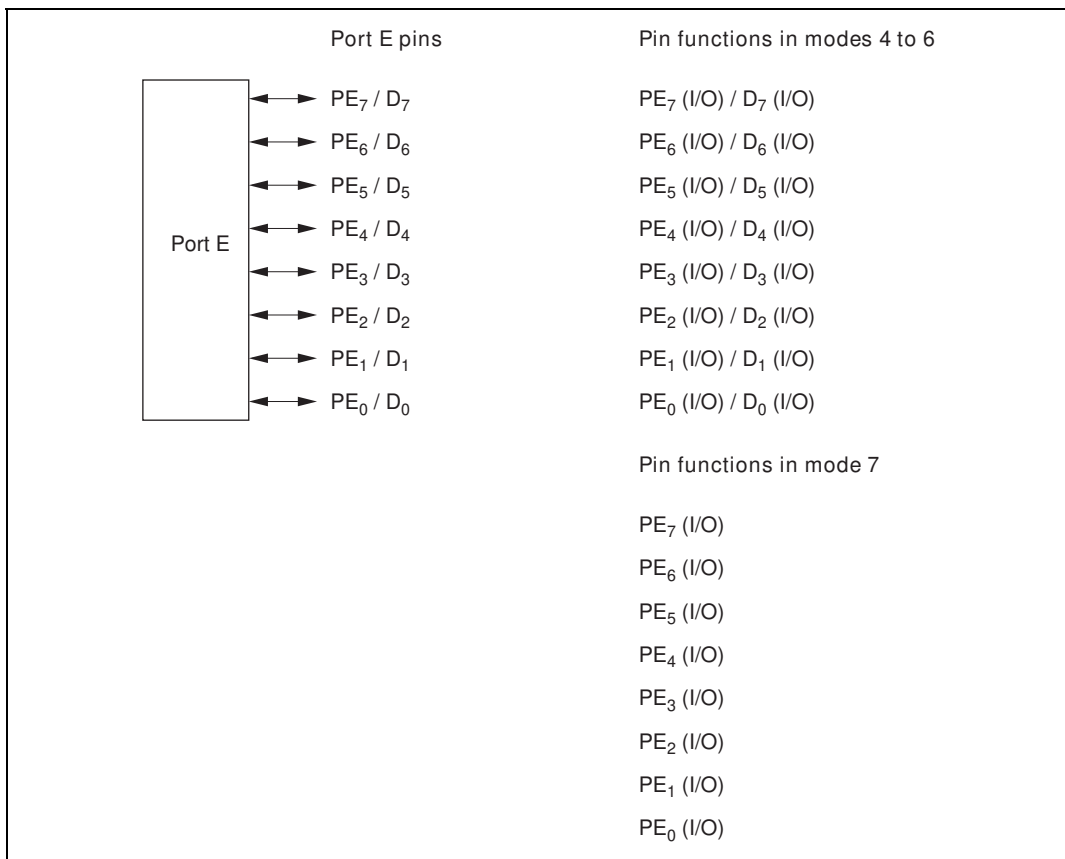 Port E pins Pin functions in modes 4 to 6
PE₇ / D₇ PE₇ (I/O) / D₇ (I/O)
PE₆ / D₆ PE₆ (I/O) / D₆ (I/O)
PE₅ / D₅ PE₅ (I/O) / D₅ (I/O)
PE₄ / D₄ PE₄ (I/O) / D₄ (I/O)
Port E
PE₃ / D₃ PE₃ (I/O) / D₃ (I/O)
PE₂ / D₂ PE₂ (I/O) / D₂ (I/O)
PE₁ / D₁ PE₁ (I/O) / D₁ (I/O)
PE₀ / D₀ PE₀ (I/O) / D₀ (I/O)
Pin functions in mode 7
PE₇ (I/O)
PE₆ (I/O)
PE₅ (I/O)
PE₄ (I/O)
PE₃ (I/O)
PE₂ (I/O)
PE₁ (I/O)
PE₀ (I/O)